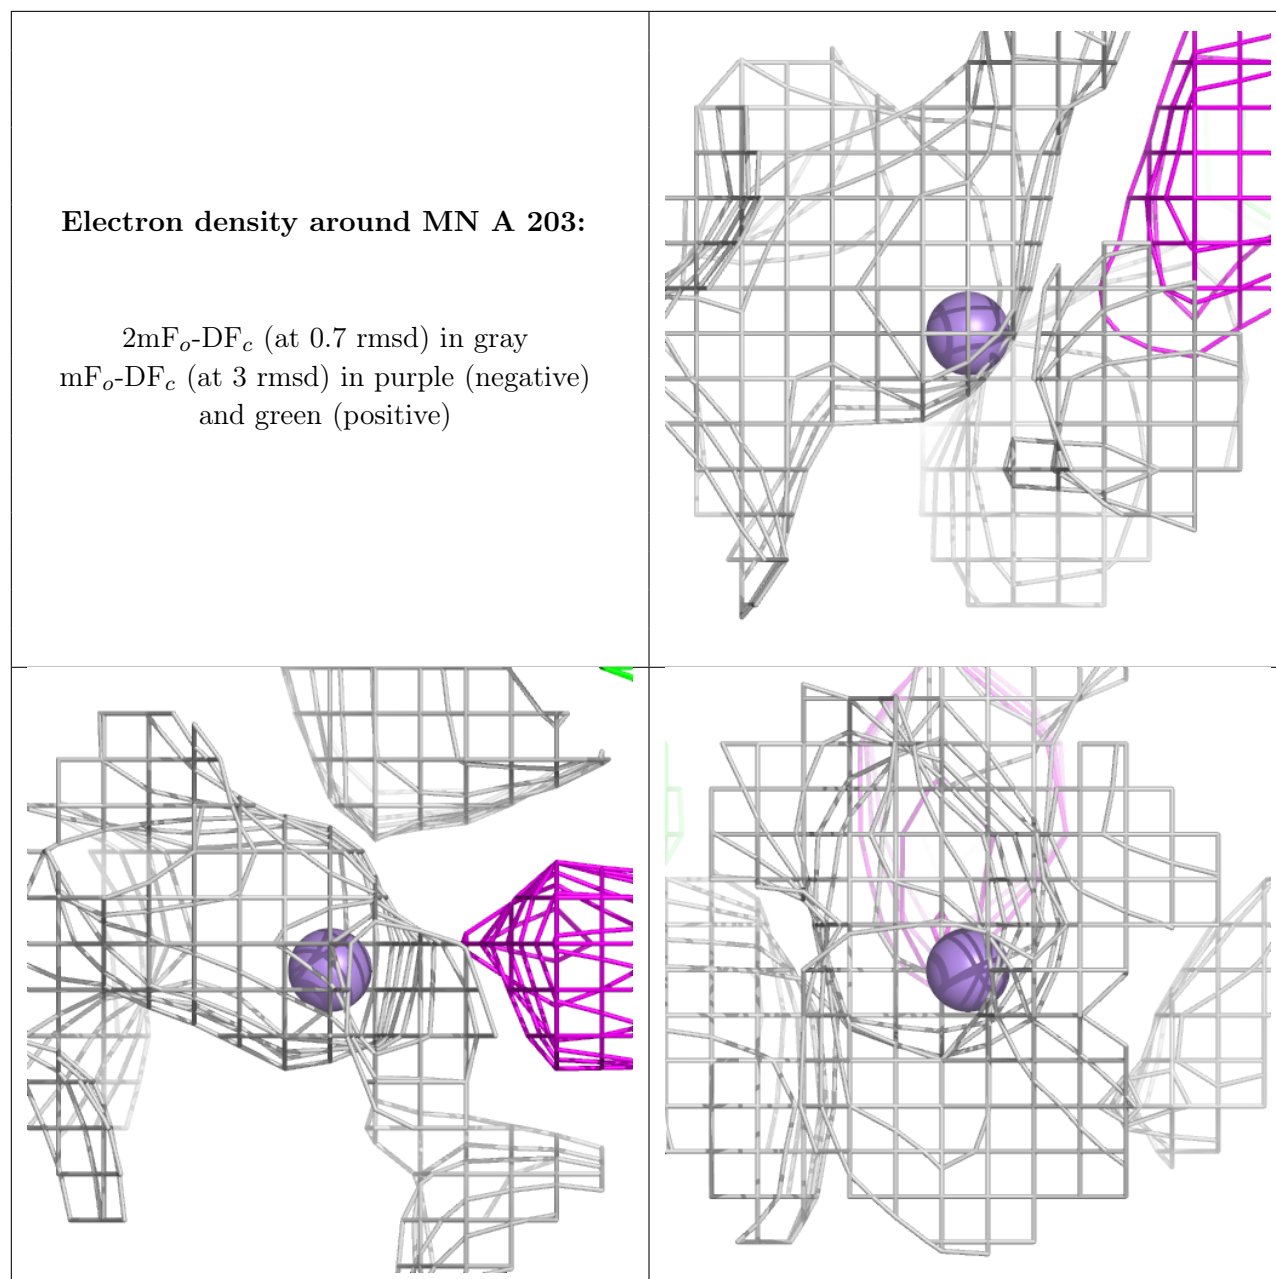 Electron density around MN A 203:
2mFₒ-DF𝒸 (at 0.7 rmsd) in gray
mFₒ-DF𝒸 (at 3 rmsd) in purple (negative)
and green (positive)